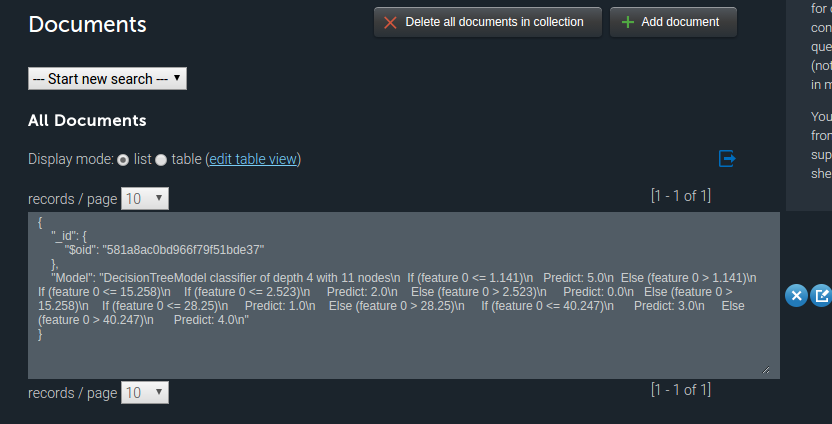 Documents
Delete all documents in collection
Add document
--- Start new search ---
All Documents
Display mode: list table (edit table view)
records / page 10
[1 - 1 of 1]
{
"_id": {
"$oid": "581a8ac0bd966f79f51bde37"
},
"Model": "DecisionTreeModel classifier of depth 4 with 11 nodes\n  If (feature 0 <= 1.141)\n   Predict: 5.0\n  Else (feature 0 > 1.141)\n
If (feature 0 <= 15.258)\n    If (feature 0 <= 2.523)\n     Predict: 2.0\n    Else (feature 0 > 2.523)\n     Predict: 0.0\n   Else (feature 0 >
15.258)\n    If (feature 0 <= 28.25)\n     Predict: 1.0\n    Else (feature 0 > 28.25)\n     If (feature 0 <= 40.247)\n      Predict: 3.0\n     Else
(feature 0 > 40.247)\n      Predict: 4.0\n"
}
records / page 10
[1 - 1 of 1]
for
con
que
(not
in m
You
fron
sup
she